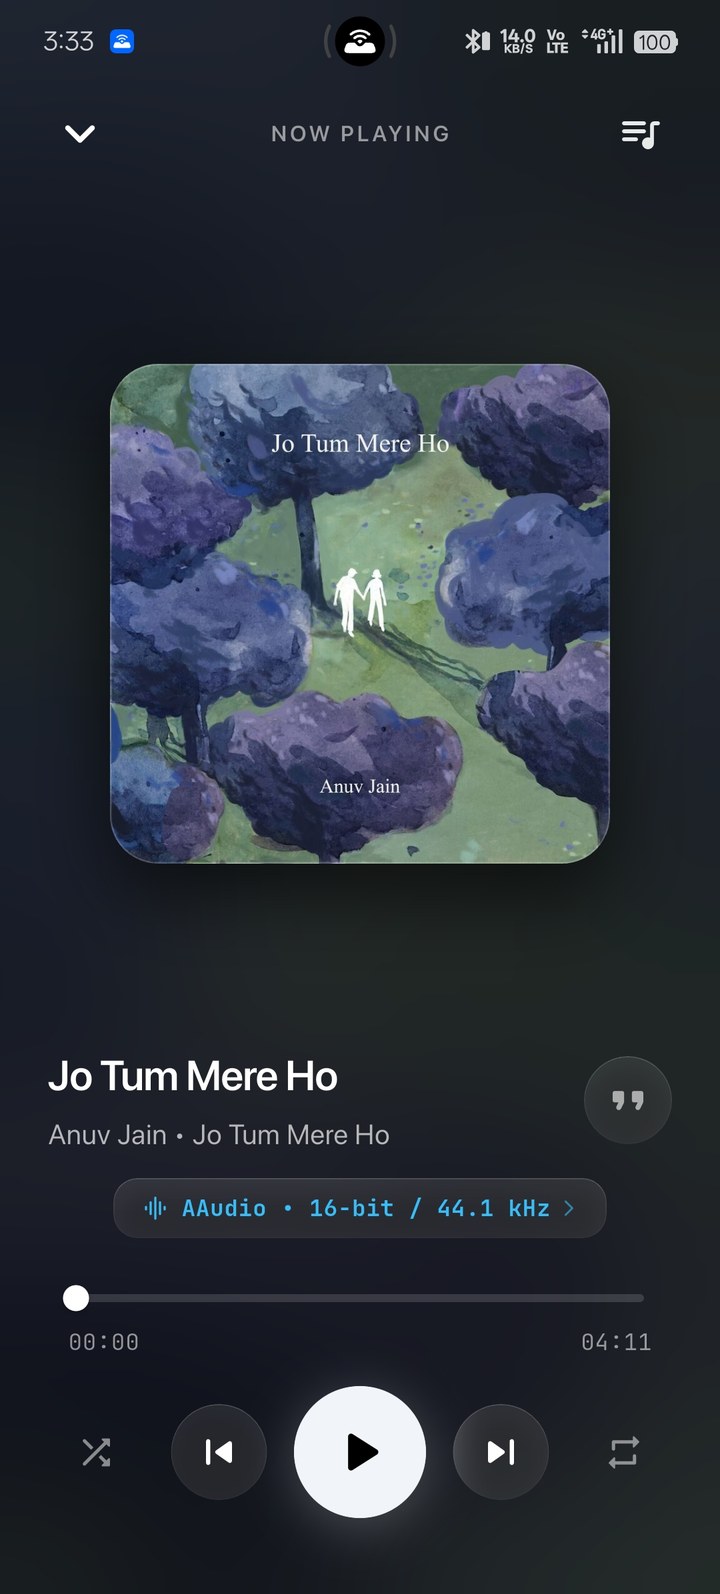 3:33
14.0
KB/S
Vo
LTE
4G+
100
NOW PLAYING
Jo Tum Mere Ho
Anuv Jain
Jo Tum Mere Ho
Anuv Jain • Jo Tum Mere Ho
AAudio • 16-bit / 44.1 kHz
00:00
04:11